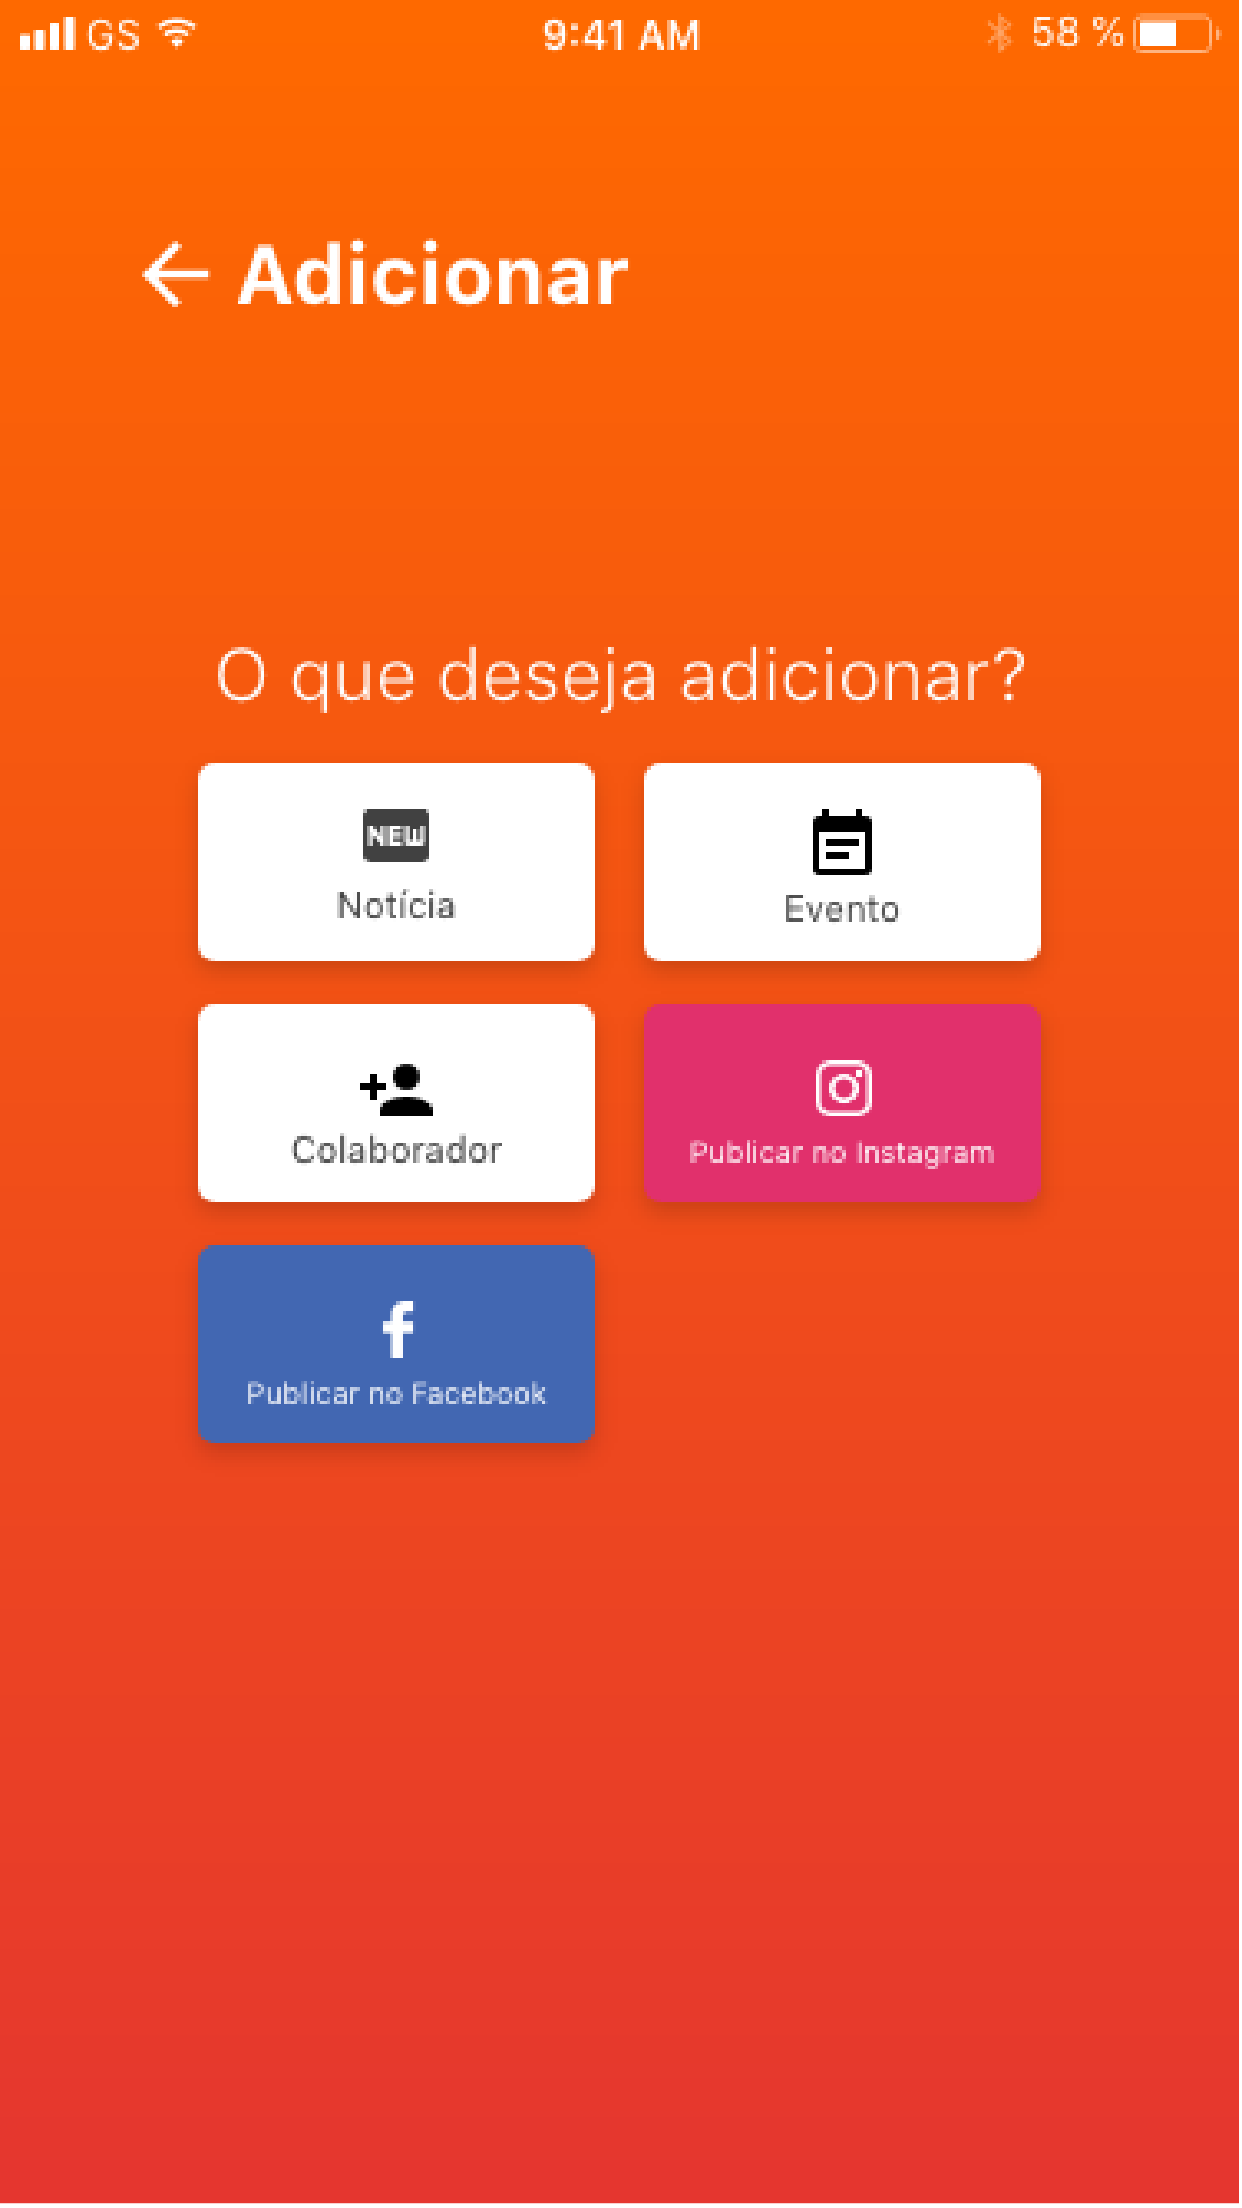 GS 9:41 AM 58 %
Adicionar
O que deseja adicionar?
NEW
Notícia
Evento
Colaborador
Publicar no Instagram
Publicar no Facebook